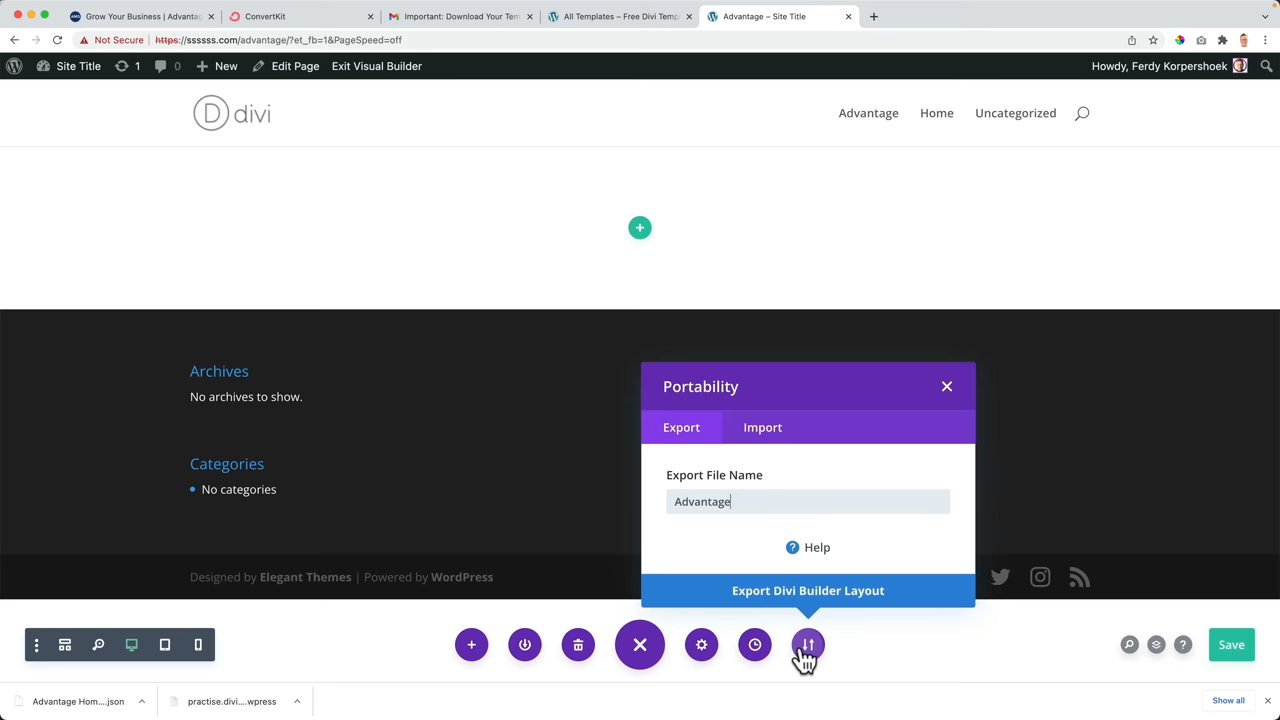 Grow Your Business | Advanta
ConvertKit
Important: Download Your Tem
All Templates – Free Divi Temp
Advantage – Site Title
Not Secure
https://ssssss.com/advantage/?et_fb=1&PageSpeed=off
Site Title
1
0
New
Edit Page
Exit Visual Builder
Howdy, Ferdy Korpershoek
D divi
Advantage
Home
Uncategorized
Archives
No archives to show.
Categories
No categories
Portability
Export
Import
Export File Name
Advantage
Help
Export Divi Builder Layout
Designed by Elegant Themes | Powered by WordPress
Save
Advantage Hom....json
practise.divi....wpress
Show all